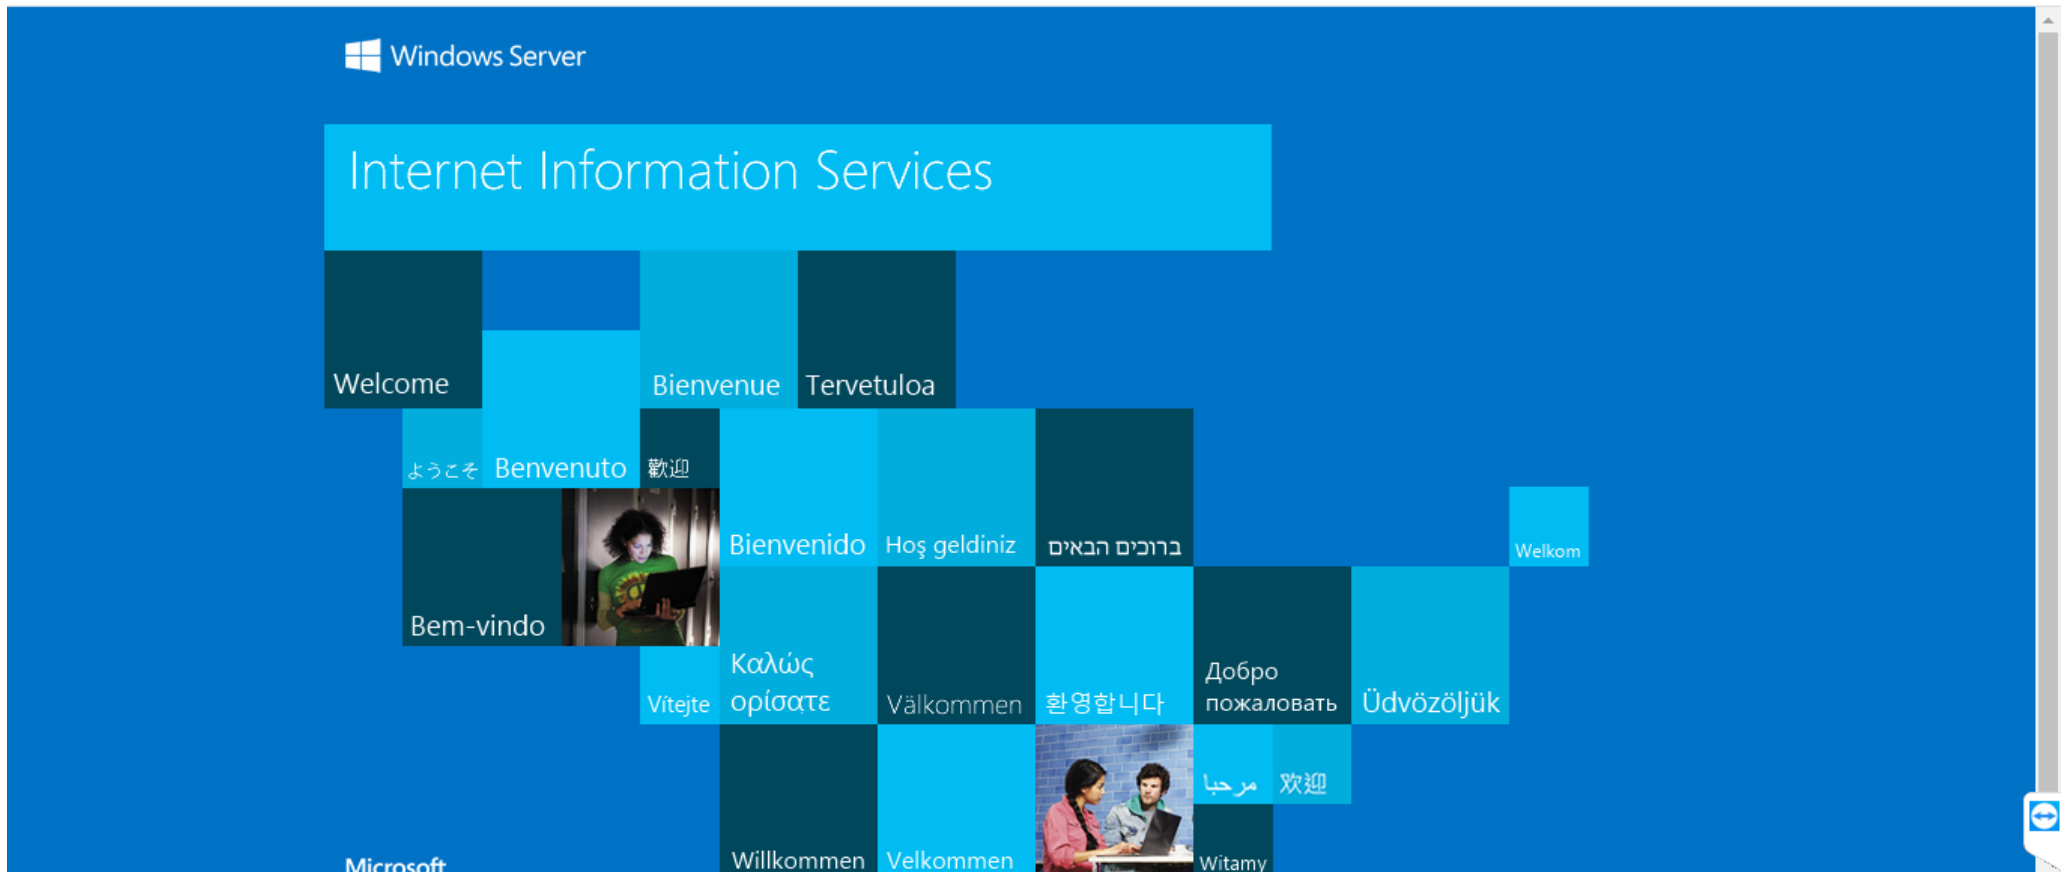 Windows Server
Internet Information Services
Welcome
Bienvenue
Tervetuloa
ようこそ
Benvenuto
歡迎
Bienvenido
Hoş geldiniz
ברוכים הבאים
Welkom
Bem-vindo
Vítejte
Καλώς
ορίσατε
Välkommen
환영합니다
Добро
пожаловать
Üdvözöljük
مرحبا
欢迎
Willkommen
Velkommen
Witamy
Microsoft